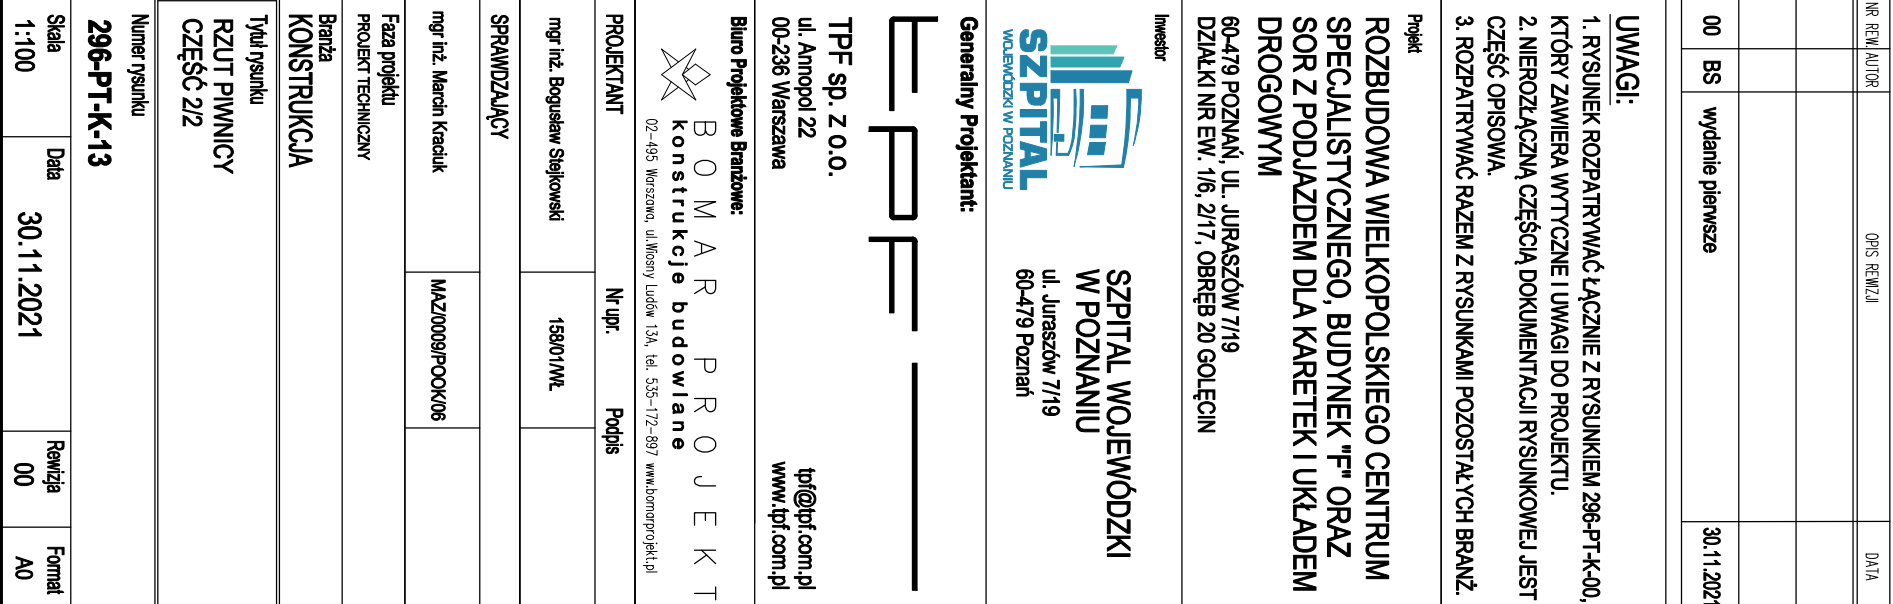 NR REW. AUTOR OPIS REWIZJI DATA
00 BS wydanie pierwsze 30.11.2021
UWAGI:
1. RYSUNEK ROZPATRYWAĆ ŁĄCZNIE Z RYSUNKIEM 296-PT-K-00,
KTÓRY ZAWIERA WYTYCZNE I UWAGI DO PROJEKTU.
2. NIEROZŁĄCZNĄ CZĘŚCIĄ DOKUMENTACJI RYSUNKOWEJ JEST
CZĘŚĆ OPISOWA.
3. ROZPATRYWAĆ RAZEM Z RYSUNKAMI POZOSTAŁYCH BRANŻ.
Projekt
ROZBUDOWA WIELKOPOLSKIEGO CENTRUM
SPECJALISTYCZNEGO, BUDYNEK "F" ORAZ
SOR Z PODJAZDEM DLA KARETEK I UKŁADEM
DROGOWYM
60-479 POZNAŃ, UL. JURASZÓW 7/19
DZIAŁKI NR EW. 1/6, 2/17, OBRĘB 20 GOLĘCIN
Inwestor
SZPITAL
WOJEWÓDZKI W POZNANIU
SZPITAL WOJEWÓDZKI
W POZNANIU
ul. Juraszów 7/19
60-479 Poznań
Generalny Projektant:
TPF
TPF sp. z o.o.
ul. Annopol 22
00-236 Warszawa
tpf@tpf.com.pl
www.tpf.com.pl
Biuro Projektowe Branżowe:
BOMAR PROJEKT
konstrukcje budowlane
02-495 Warszawa, ul.Wiosny Ludów 13A, tel. 535-172-897 www.bomarprojekt.pl
PROJEKTANT Nr upr. Podpis
mgr inż. Bogusław Stejkowski 158/01/WŁ
SPRAWDZAJĄCY
mgr inż. Marcin Kraciuk MAZ/0009/POOK/06
Faza projektu
PROJEKT TECHNICZNY
Branża
KONSTRUKCJA
Tytuł rysunku
RZUT PIWNICY
CZĘŚĆ 2/2
Numer rysunku
296-PT-K-13
Skala Data Rewizja Format
1:100 30.11.2021 00 A0